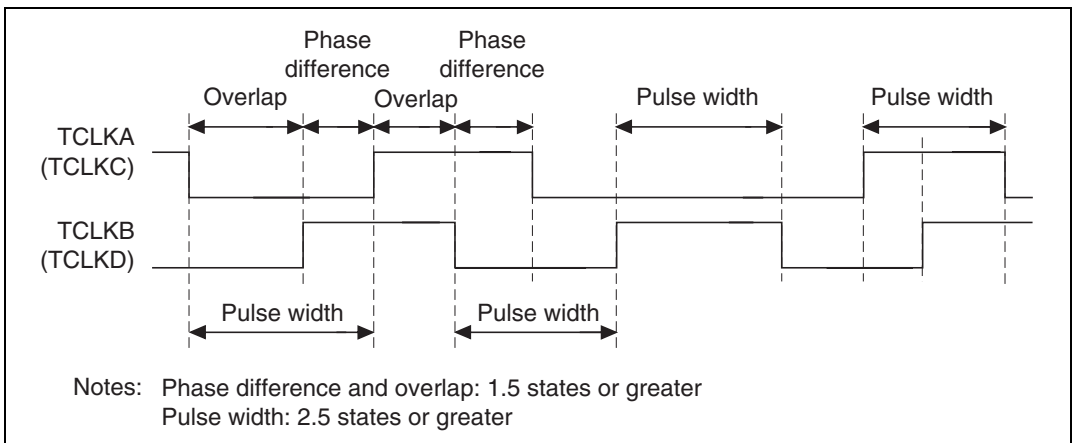 Phase
difference
Phase
difference
Overlap
Overlap
Pulse width
Pulse width
TCLKA
(TCLKC)
TCLKB
(TCLKD)
Pulse width
Pulse width
Notes: Phase difference and overlap: 1.5 states or greater
Pulse width: 2.5 states or greater